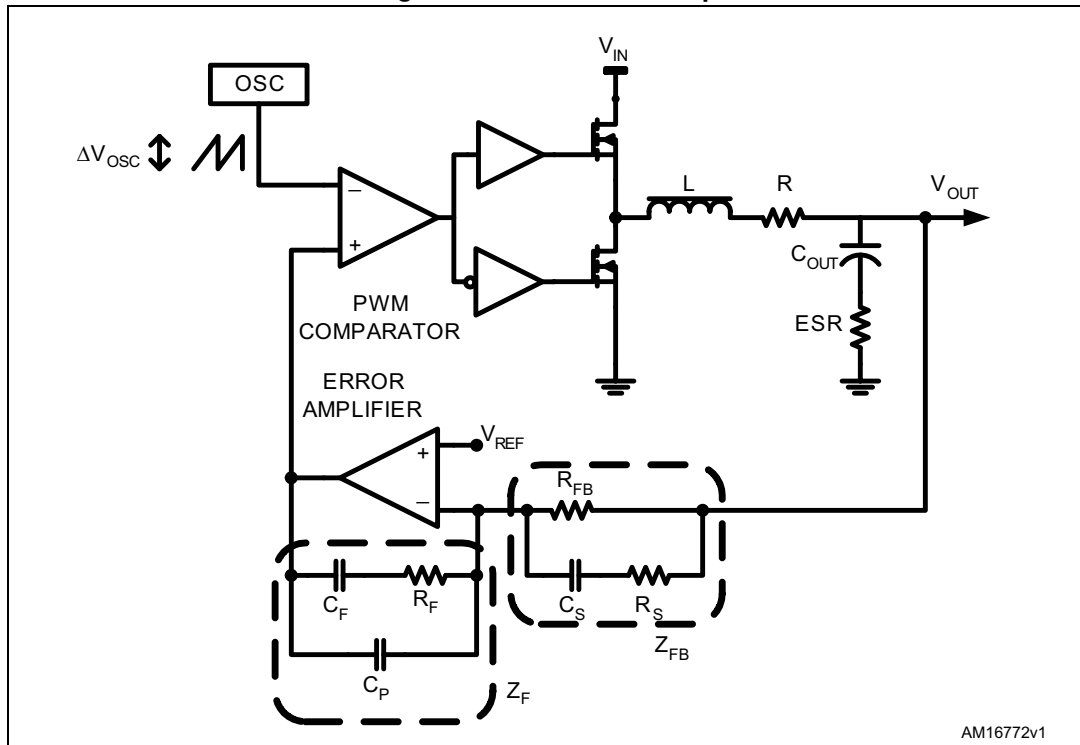 V_IN
OSC
ΔV_OSC
−
+
L
R
V_OUT
C_OUT
ESR
PWM
COMPARATOR
ERROR
AMPLIFIER
V_REF
+
−
R_FB
C_S
R_S
Z_FB
C_F
R_F
C_P
Z_F
AM16772v1